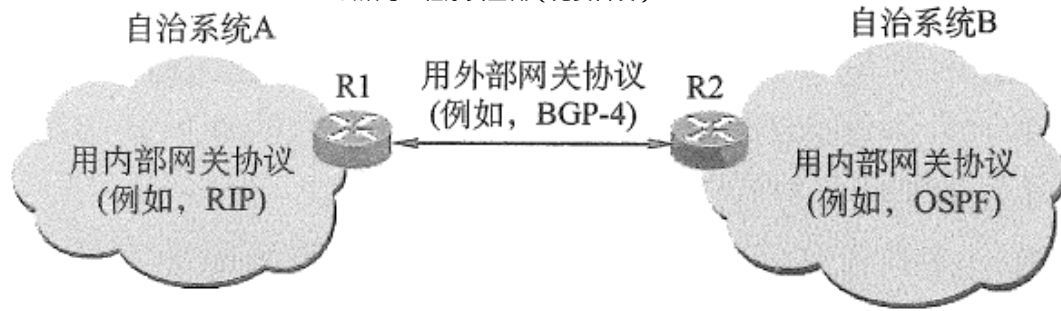 自治系统A
自治系统B
R1
用外部网关协议
(例如，BGP-4)
R2
用内部网关协议
(例如，RIP)
用内部网关协议
(例如，OSPF)